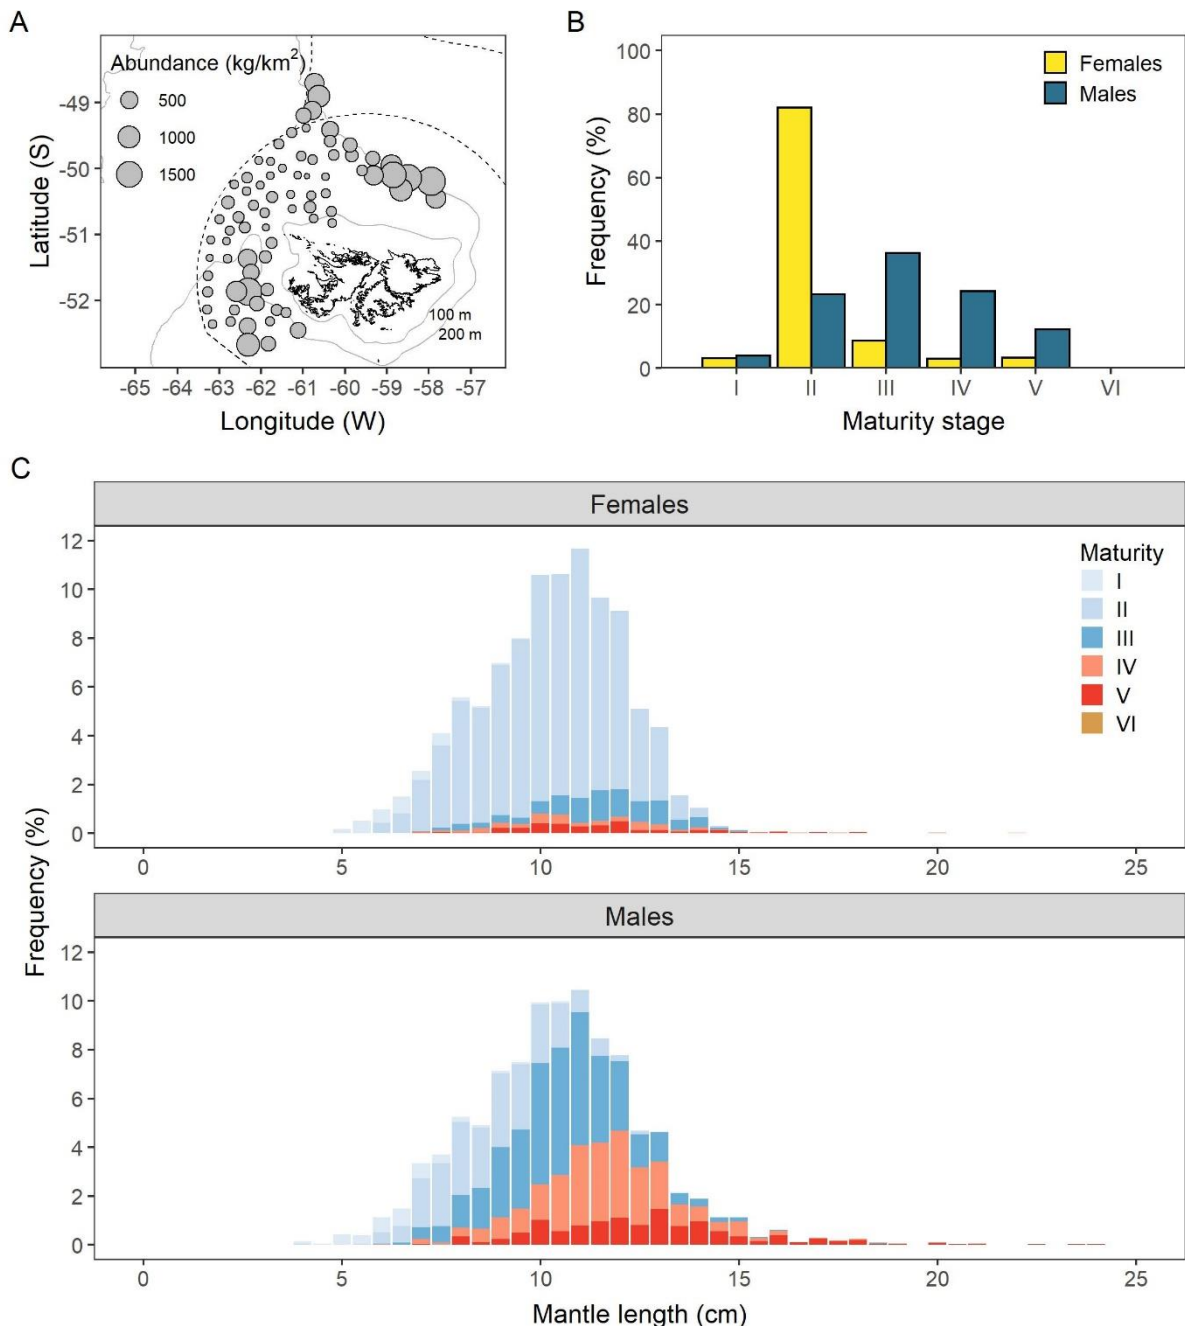 A
Abundance (kg/km²)
500
1000
1500
-49
-50
-51
-52
Latitude (S)
100 m
200 m
-65 -64 -63 -62 -61 -60 -59 -58 -57
Longitude (W)
B
100
80
60
40
20
0
Frequency (%)
Females
Males
I II III IV V VI
Maturity stage
C
Females
12
10
8
6
4
2
0
Maturity
I
II
III
IV
V
VI
0 5 10 15 20 25
Frequency (%)
Males
12
10
8
6
4
2
0
0 5 10 15 20 25
Mantle length (cm)